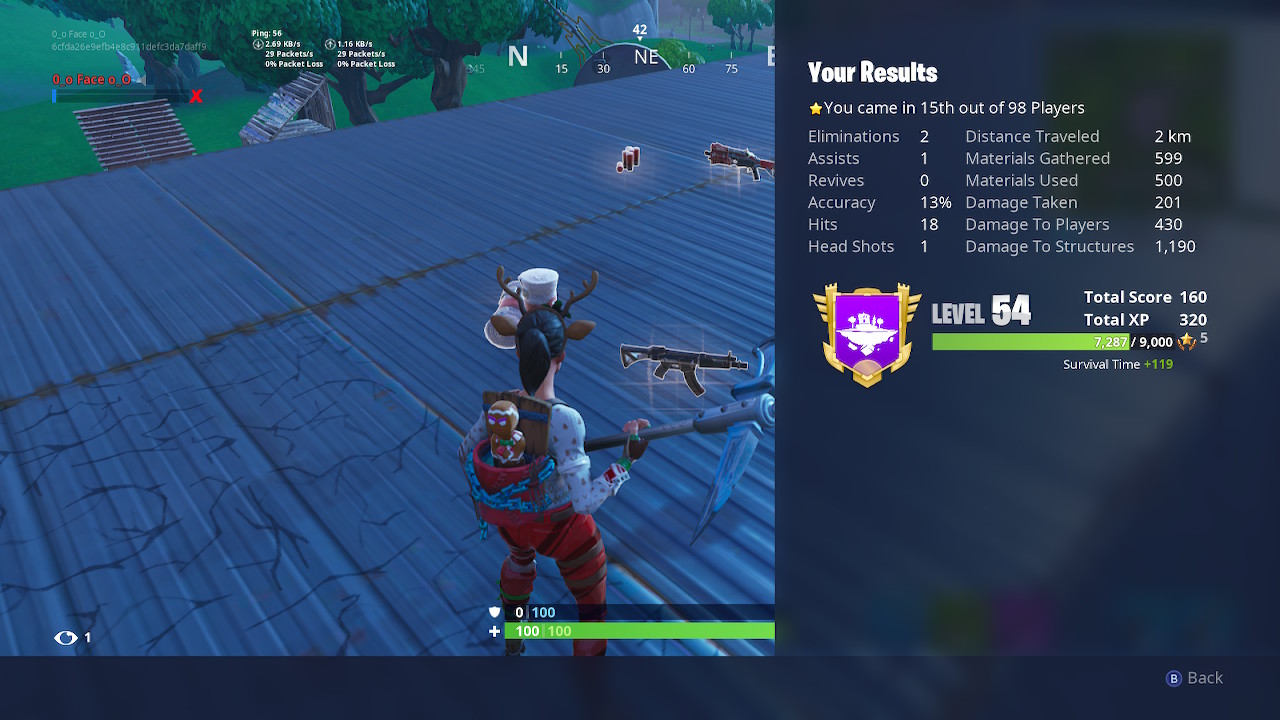 0_o Face o_O
6cfda26e9efb4e8c911defc3da7daff9
0_o Face o_O
X
Ping: 56
2.69 KB/s 1.16 KB/s
29 Packets/s 29 Packets/s
0% Packet Loss 0% Packet Loss
42
345 N 15 30 NE 60 75 E
Your Results
You came in 15th out of 98 Players
Eliminations 2 Distance Traveled 2 km
Assists 1 Materials Gathered 599
Revives 0 Materials Used 500
Accuracy 13% Damage Taken 201
Hits 18 Damage To Players 430
Head Shots 1 Damage To Structures 1,190
LEVEL 54
Total Score 160
Total XP 320
7,287 / 9,000 5
Survival Time +119
0 | 100
100 | 100
1
B Back